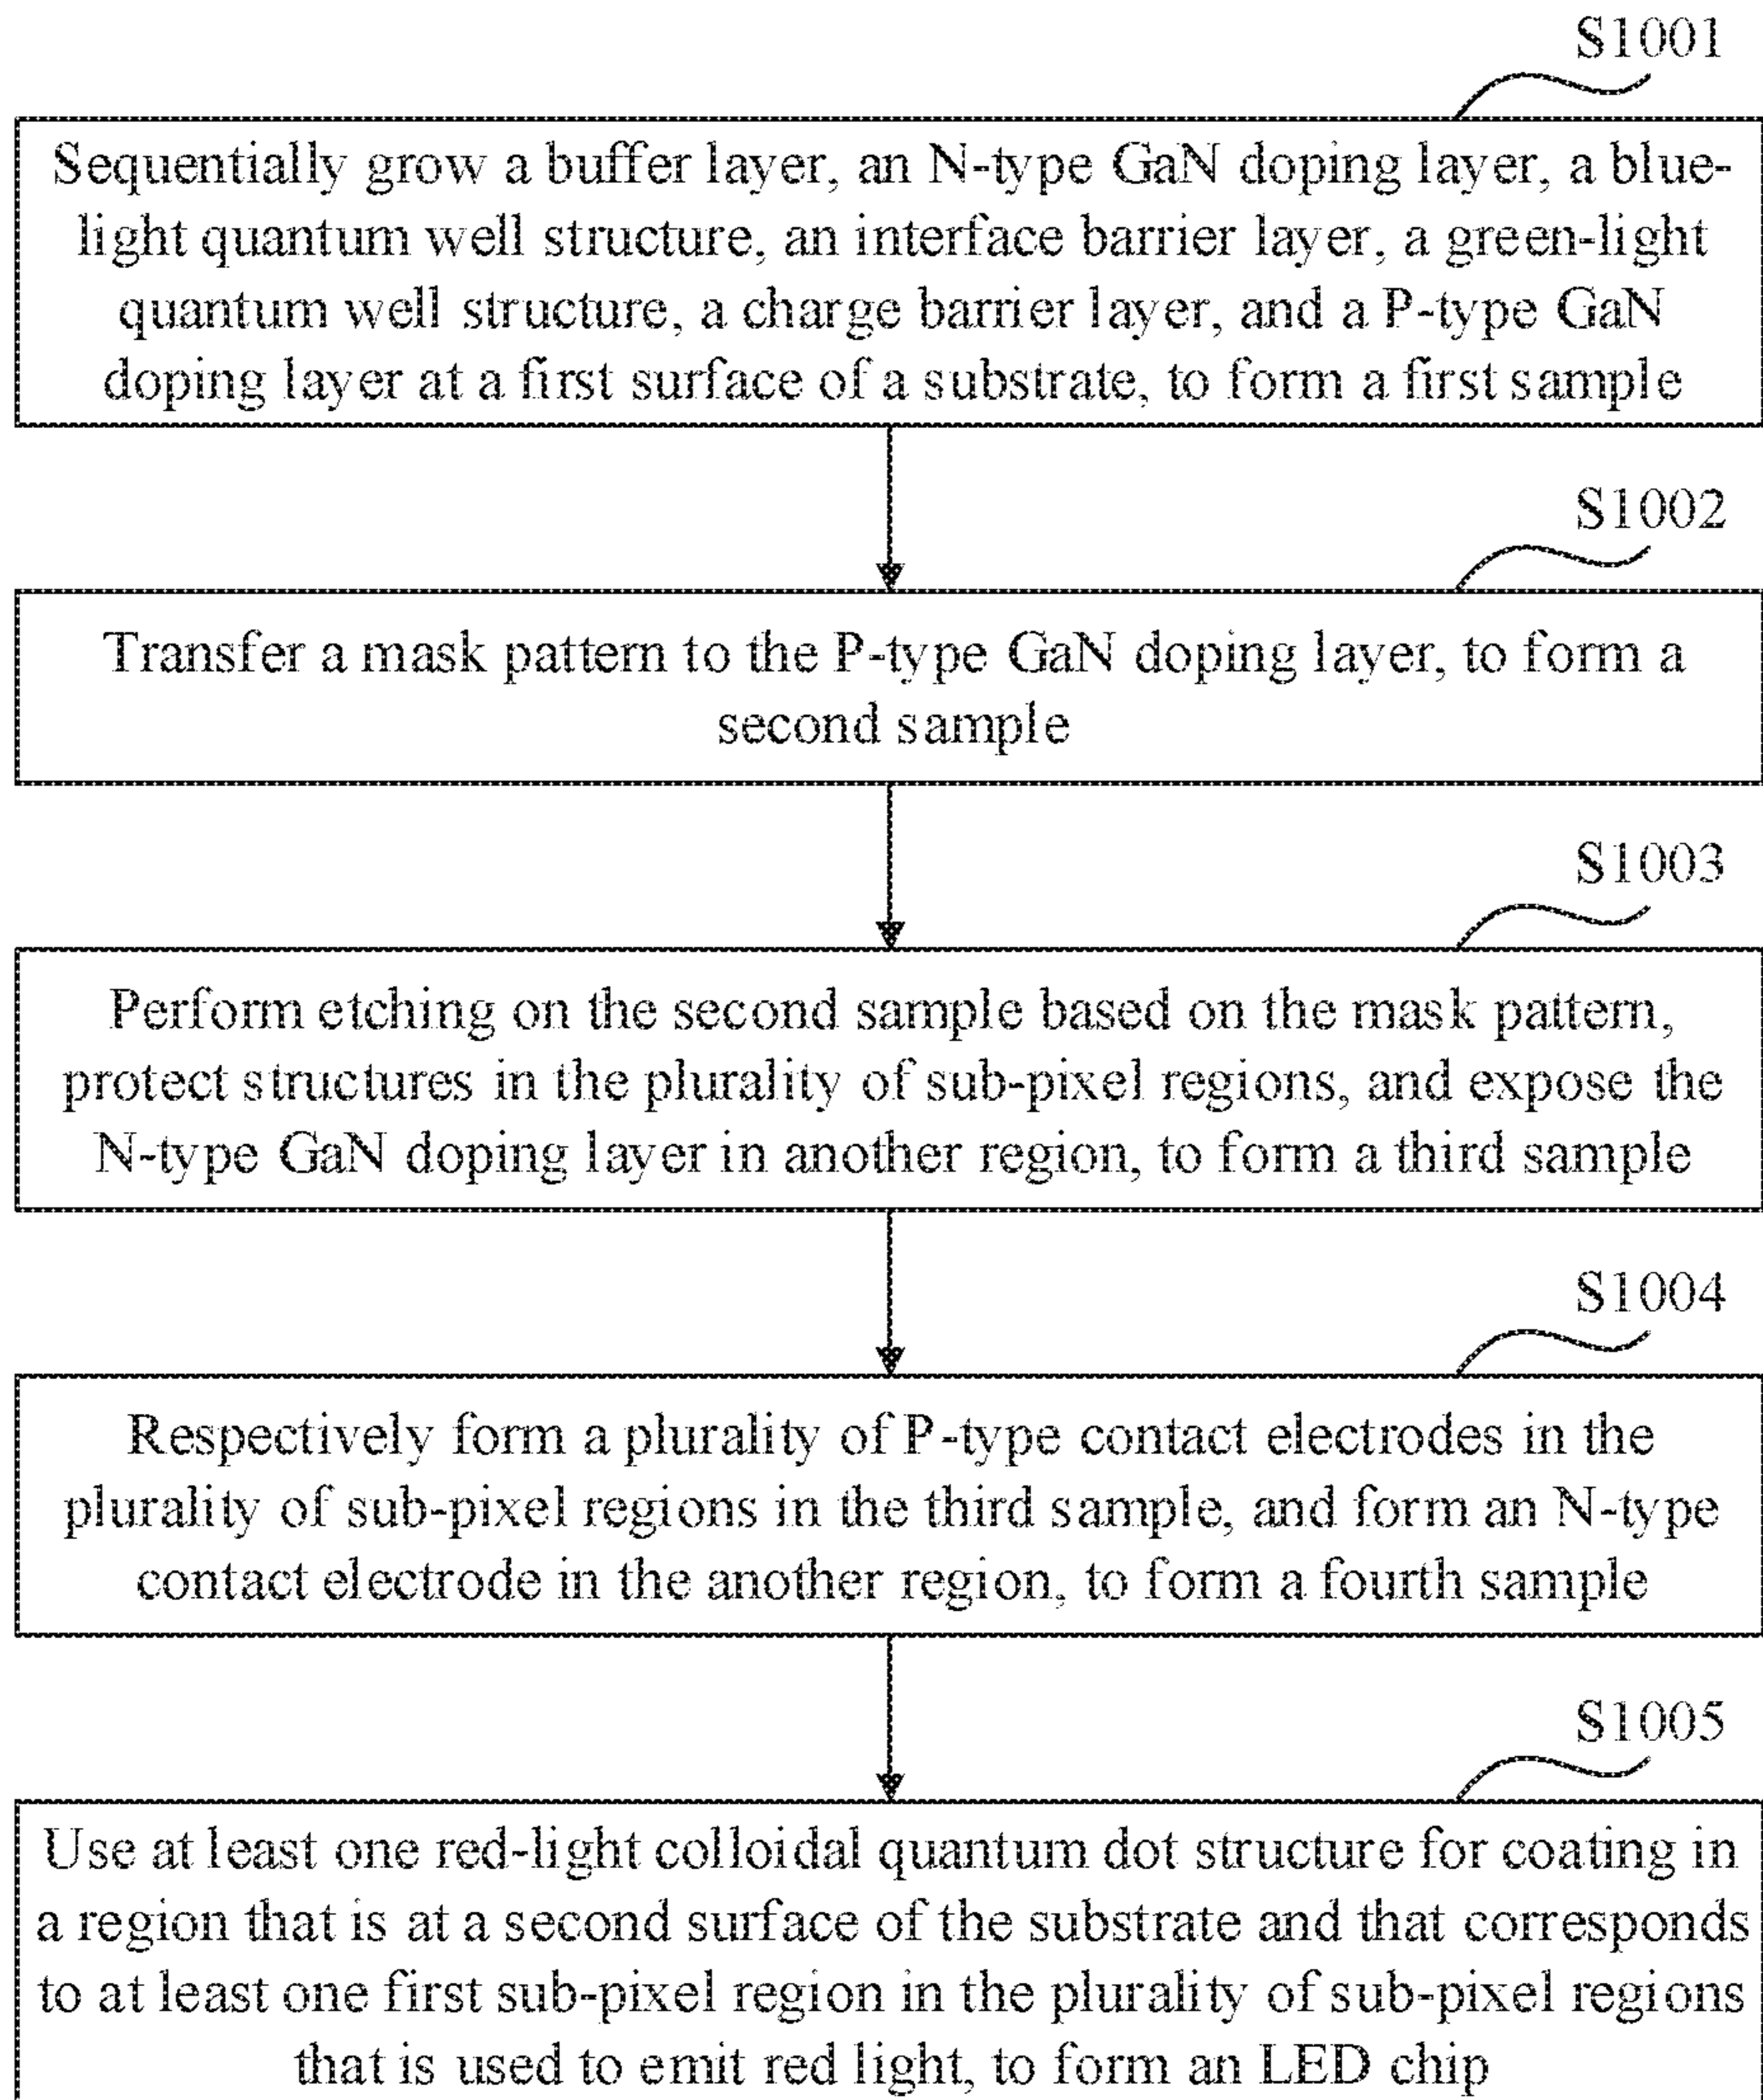 S1001
Sequentially grow a buffer layer, an N-type GaN doping layer, a blue-
light quantum well structure, an interface barrier layer, a green-light
quantum well structure, a charge barrier layer, and a P-type GaN
doping layer at a first surface of a substrate, to form a first sample
S1002
Transfer a mask pattern to the P-type GaN doping layer, to form a
second sample
S1003
Perform etching on the second sample based on the mask pattern,
protect structures in the plurality of sub-pixel regions, and expose the
N-type GaN doping layer in another region, to form a third sample
S1004
Respectively form a plurality of P-type contact electrodes in the
plurality of sub-pixel regions in the third sample, and form an N-type
contact electrode in the another region, to form a fourth sample
S1005
Use at least one red-light colloidal quantum dot structure for coating in
a region that is at a second surface of the substrate and that corresponds
to at least one first sub-pixel region in the plurality of sub-pixel regions
that is used to emit red light, to form an LED chip